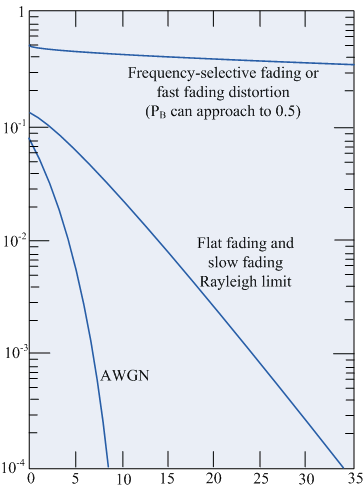 1
Frequency-selective fading or
fast fading distortion
(P_B can approach to 0.5)
10^-1
10^-2
Flat fading and
slow fading
Rayleigh limit
10^-3
AWGN
10^-4
0 5 10 15 20 25 30 35